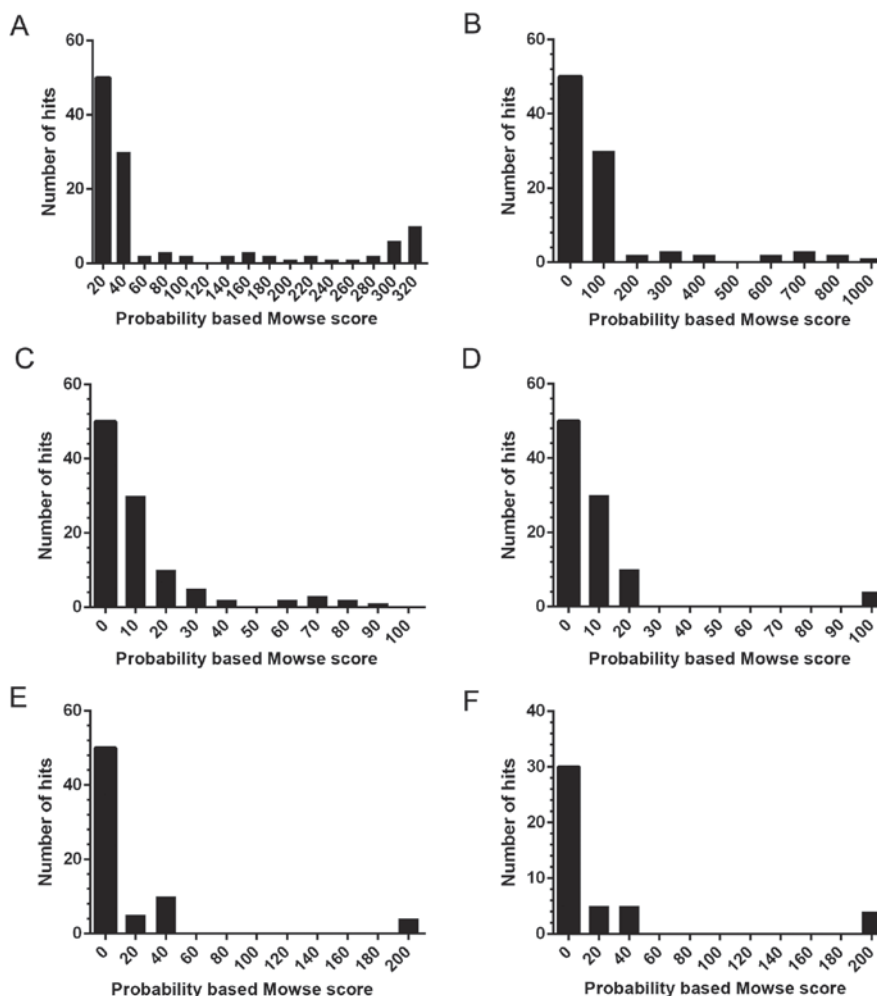 A
Number of hits
60
40
20
0
20 40 60 80 100 120 140 160 180 200 220 240 260 280 300 320
Probability based Mowse score
B
Number of hits
60
40
20
0
0 100 200 300 400 500 600 700 800 1000
Probability based Mowse score
C
Number of hits
60
40
20
0
0 10 20 30 40 50 60 70 80 90 100
Probability based Mowse score
D
Number of hits
60
40
20
0
0 10 20 30 40 50 60 70 80 90 100
Probability based Mowse score
E
Number of hits
60
40
20
0
0 20 40 60 80 100 120 140 160 180 200
Probability based Mowse score
F
Number of hits
40
30
20
10
0
0 20 40 60 80 100 120 140 160 180 200
Probability based Mowse score